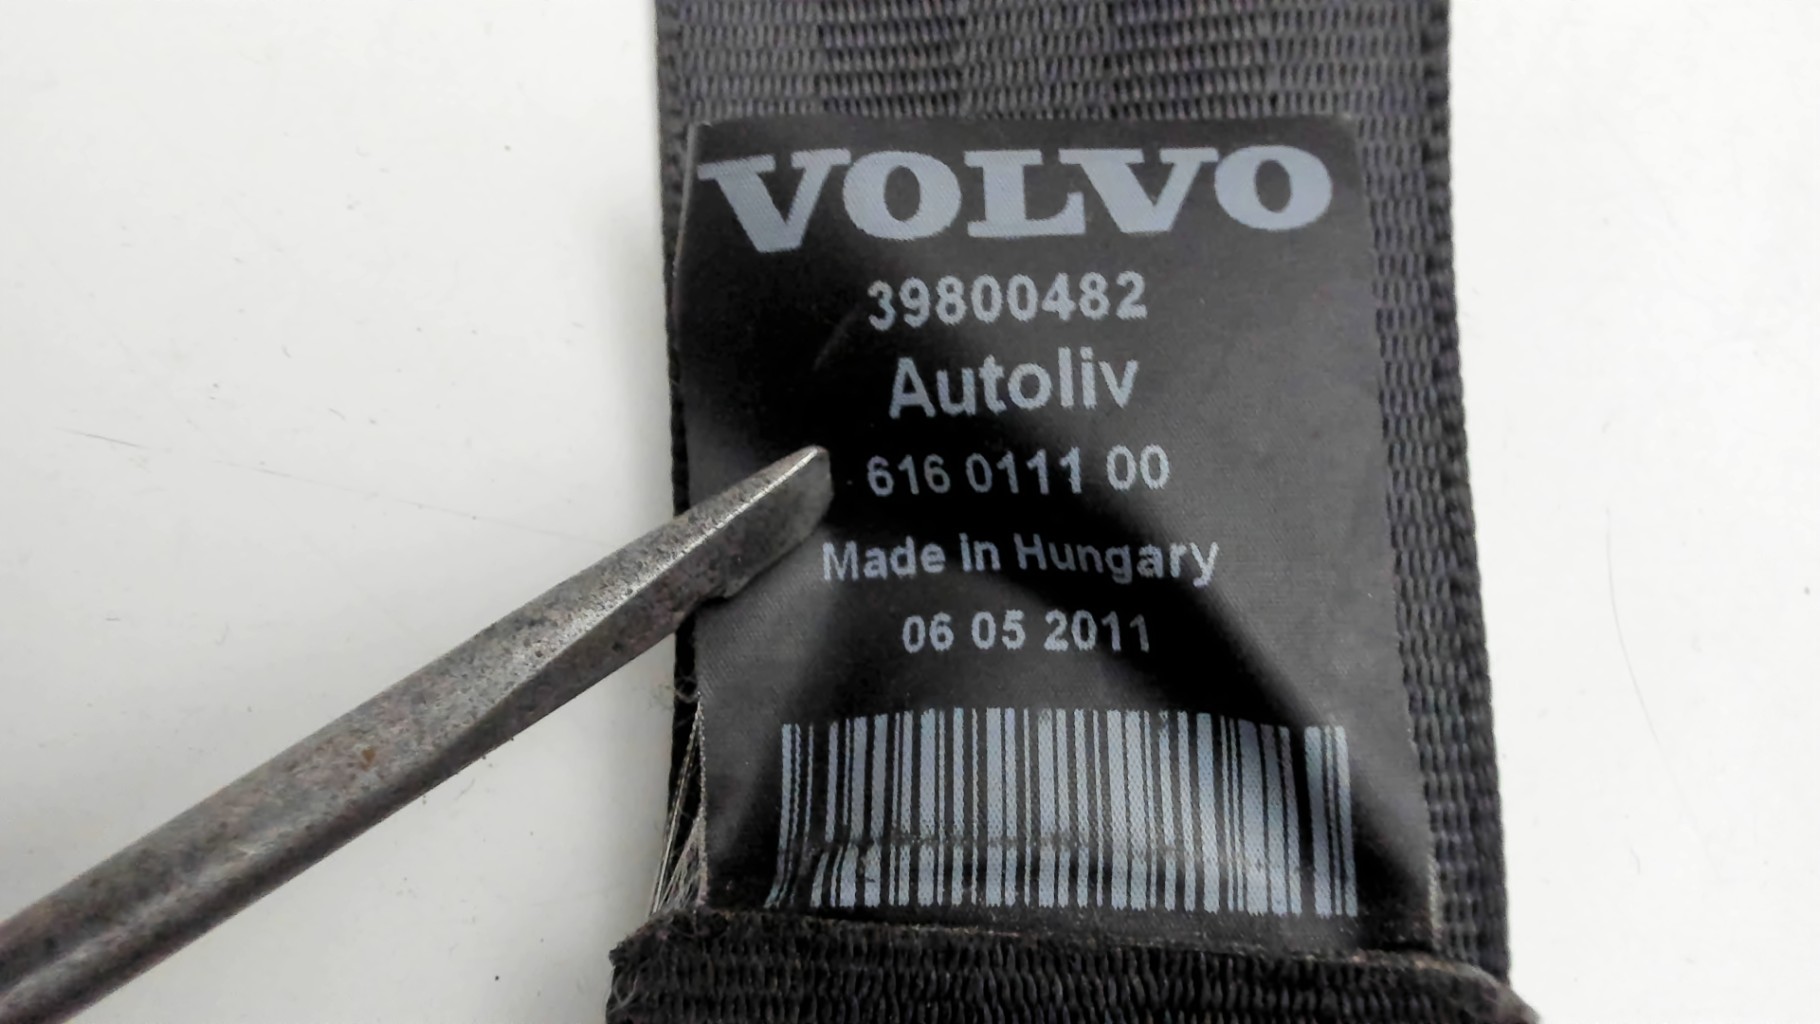 VOLVO
39800482
Autoliv
616 0111 00
Made in Hungary
06 05 2011